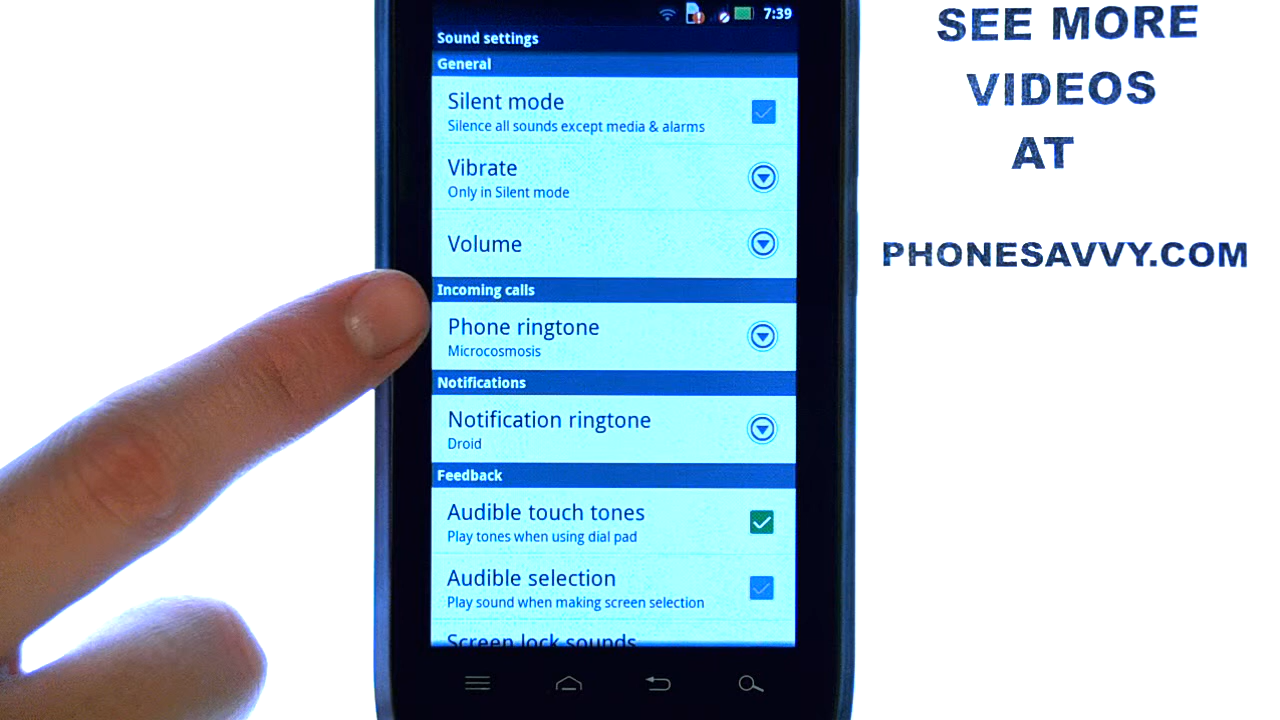 7:39
Sound settings
General
Silent mode
Silence all sounds except media & alarms
Vibrate
Only in Silent mode
Volume
Incoming calls
Phone ringtone
Microcosmosis
Notifications
Notification ringtone
Droid
Feedback
Audible touch tones
Play tones when using dial pad
Audible selection
Play sound when making screen selection
Screen lock sounds
SEE MORE
VIDEOS
AT
PHONESAVVY.COM